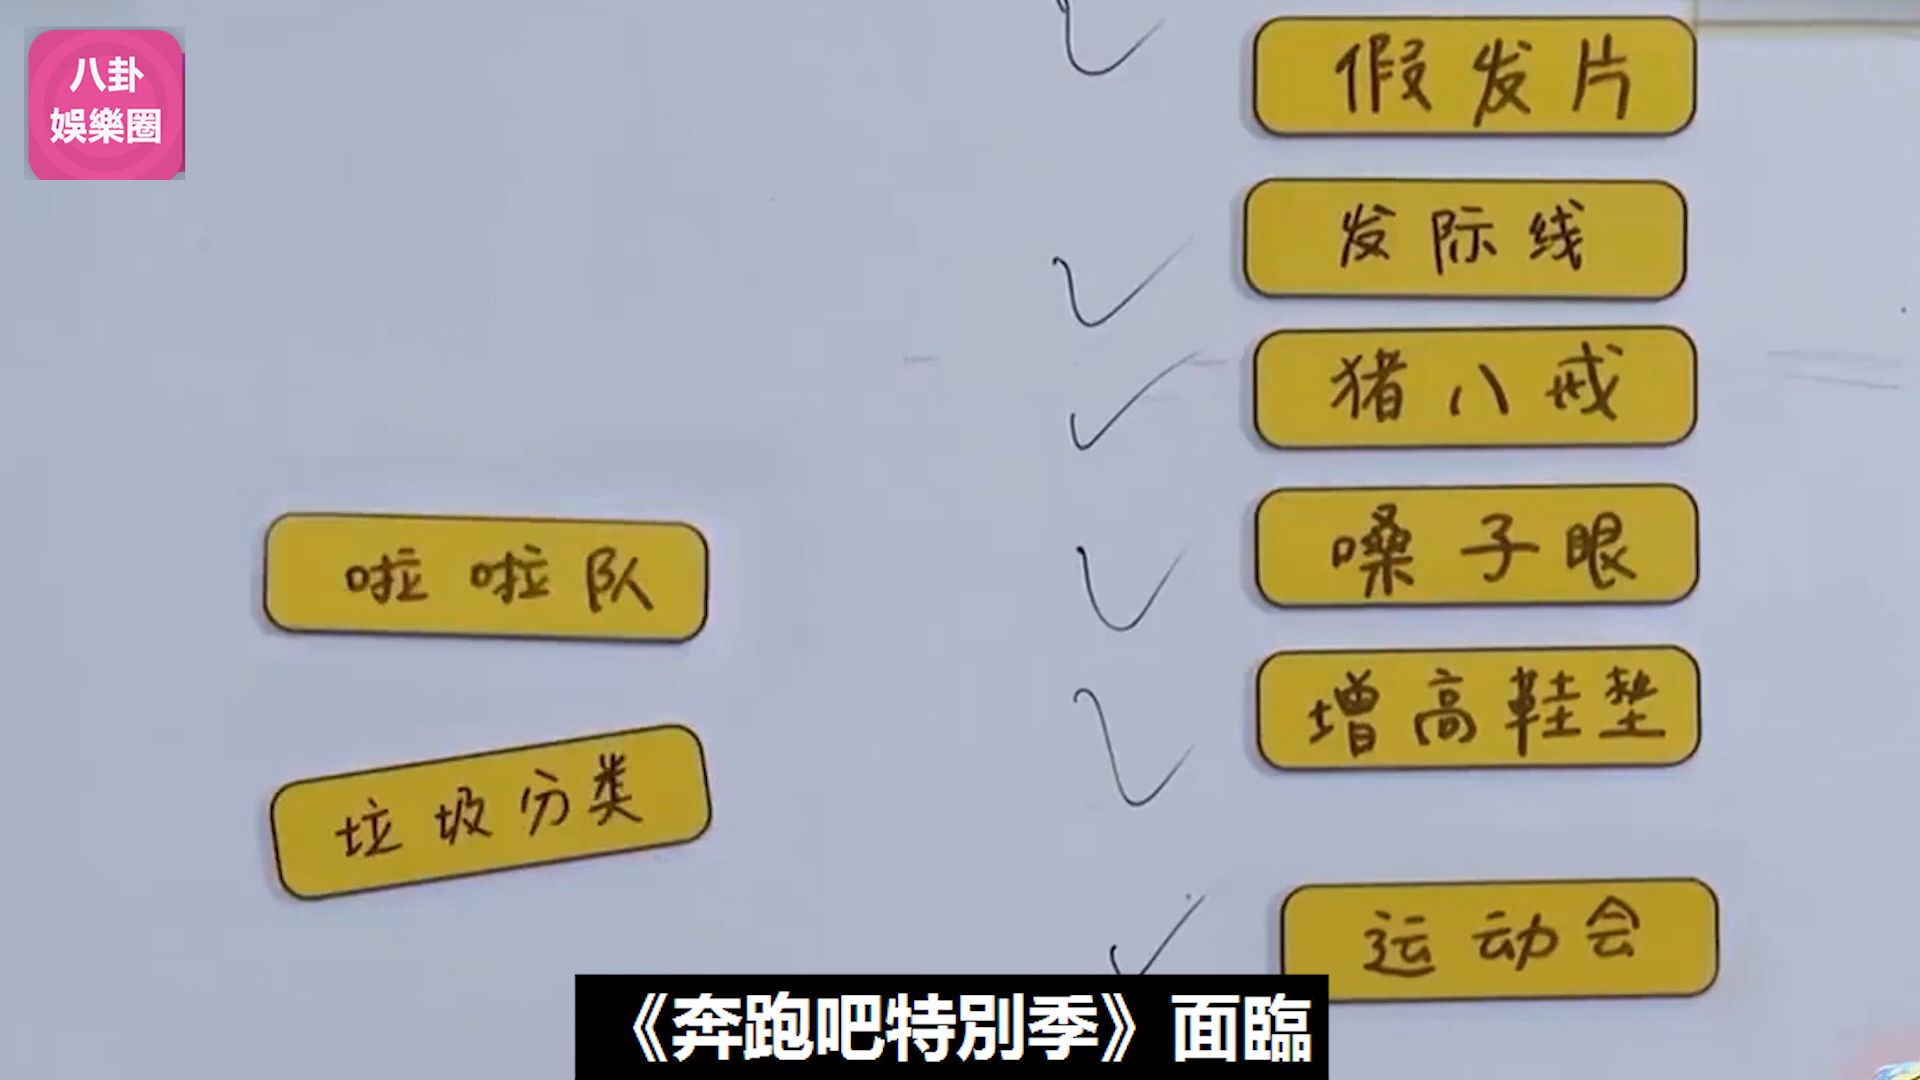 八卦
娛樂圈
假发片
发际线
猪八戒
嗓子眼
增高鞋垫
运动会
啦啦队
垃圾分类
《奔跑吧特別季》面臨